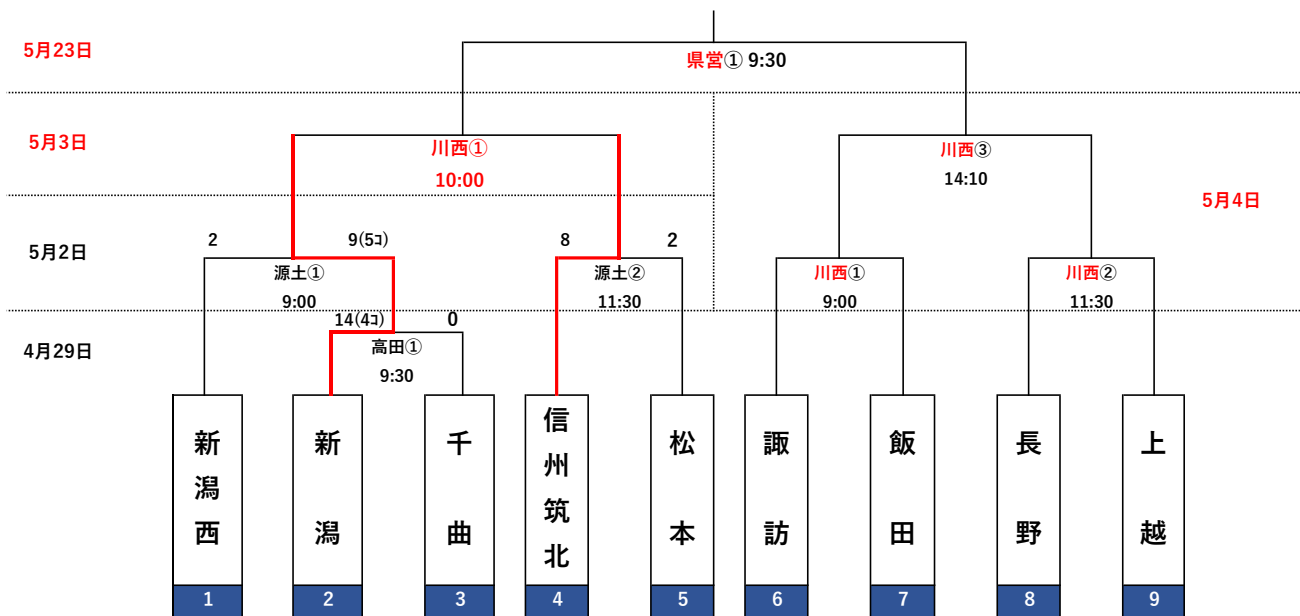 5月23日
県営① 9:30
5月3日
川西①
10:00
川西③
14:10
5月4日
5月2日
2
9(5コ)
8
2
源土①
9:00
源土②
11:30
川西①
9:00
川西②
11:30
4月29日
14(4コ)
0
高田①
9:30
新潟西
新潟
千曲
信州筑北
松本
諏訪
飯田
長野
上越
1
2
3
4
5
6
7
8
9